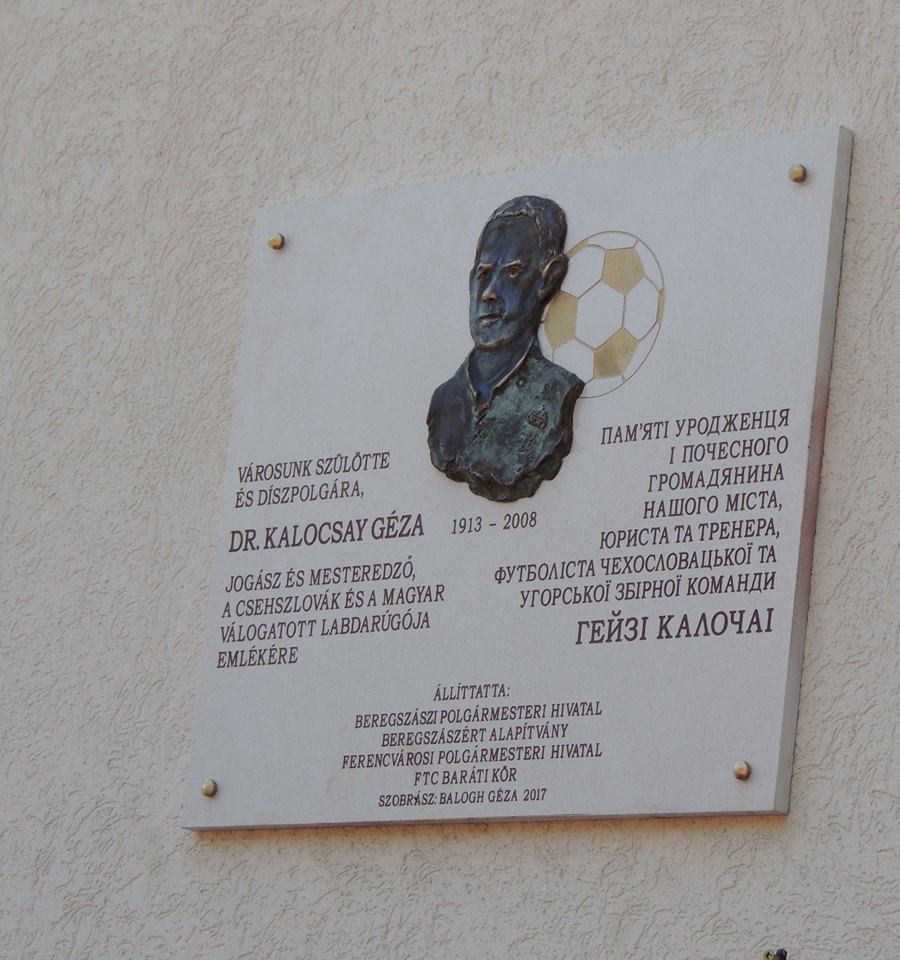 VÁROSUNK SZÜLÖTTE
ÉS DÍSZPOLGÁRA,
DR. KALOCSAY GÉZA
JOGÁSZ ÉS MESTEREDZŐ,
A CSEHSZLOVÁK ÉS A MAGYAR
VÁLOGATOTT LABDARÚGÓJA
EMLÉKÉRE
1913 – 2008
ПАМ'ЯТІ УРОДЖЕНЦЯ
І ПОЧЕСНОГО
ГРОМАДЯНИНА
НАШОГО МІСТА,
ЮРИСТА ТА ТРЕНЕРА,
ФУТБОЛІСТА ЧЕХОСЛОВАЦЬКОЇ ТА
УГОРСЬКОЇ ЗБІРНОЇ КОМАНДИ
ГЕЙЗІ КАЛОЧАІ
ÁLLÍTTATTA:
BEREGSZÁSZI POLGÁRMESTERI HIVATAL
BEREGSZÁSZÉRT ALAPÍTVÁNY
FERENCVÁROSI POLGÁRMESTERI HIVATAL
FTC BARÁTI KÖR
SZOBRÁSZ: BALOGH GÉZA 2017